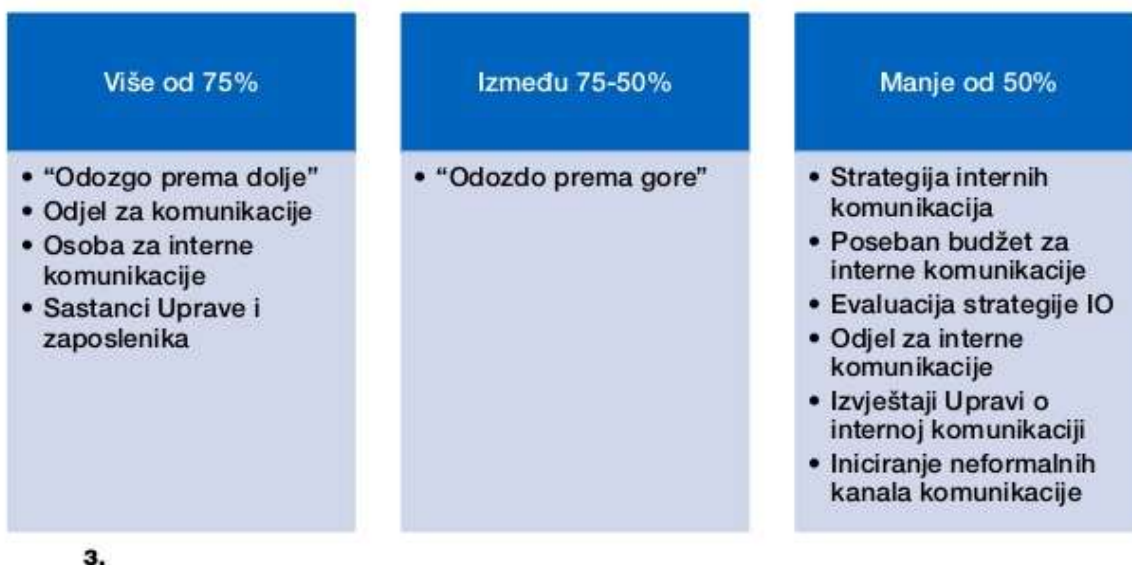 Više od 75%
• “Odozgo prema dolje”
• Odjel za komunikacije
• Osoba za interne
komunikacije
• Sastanci Uprave i
zaposlenika
Između 75-50%
• “Odozdo prema gore”
Manje od 50%
• Strategija internih
komunikacija
• Poseban budžet za
interne komunikacije
• Evaluacija strategije IO
• Odjel za interne
komunikacije
• Izvještaji Upravi o
internoj komunikaciji
• Iniciranje neformalnih
kanala komunikacije
3.